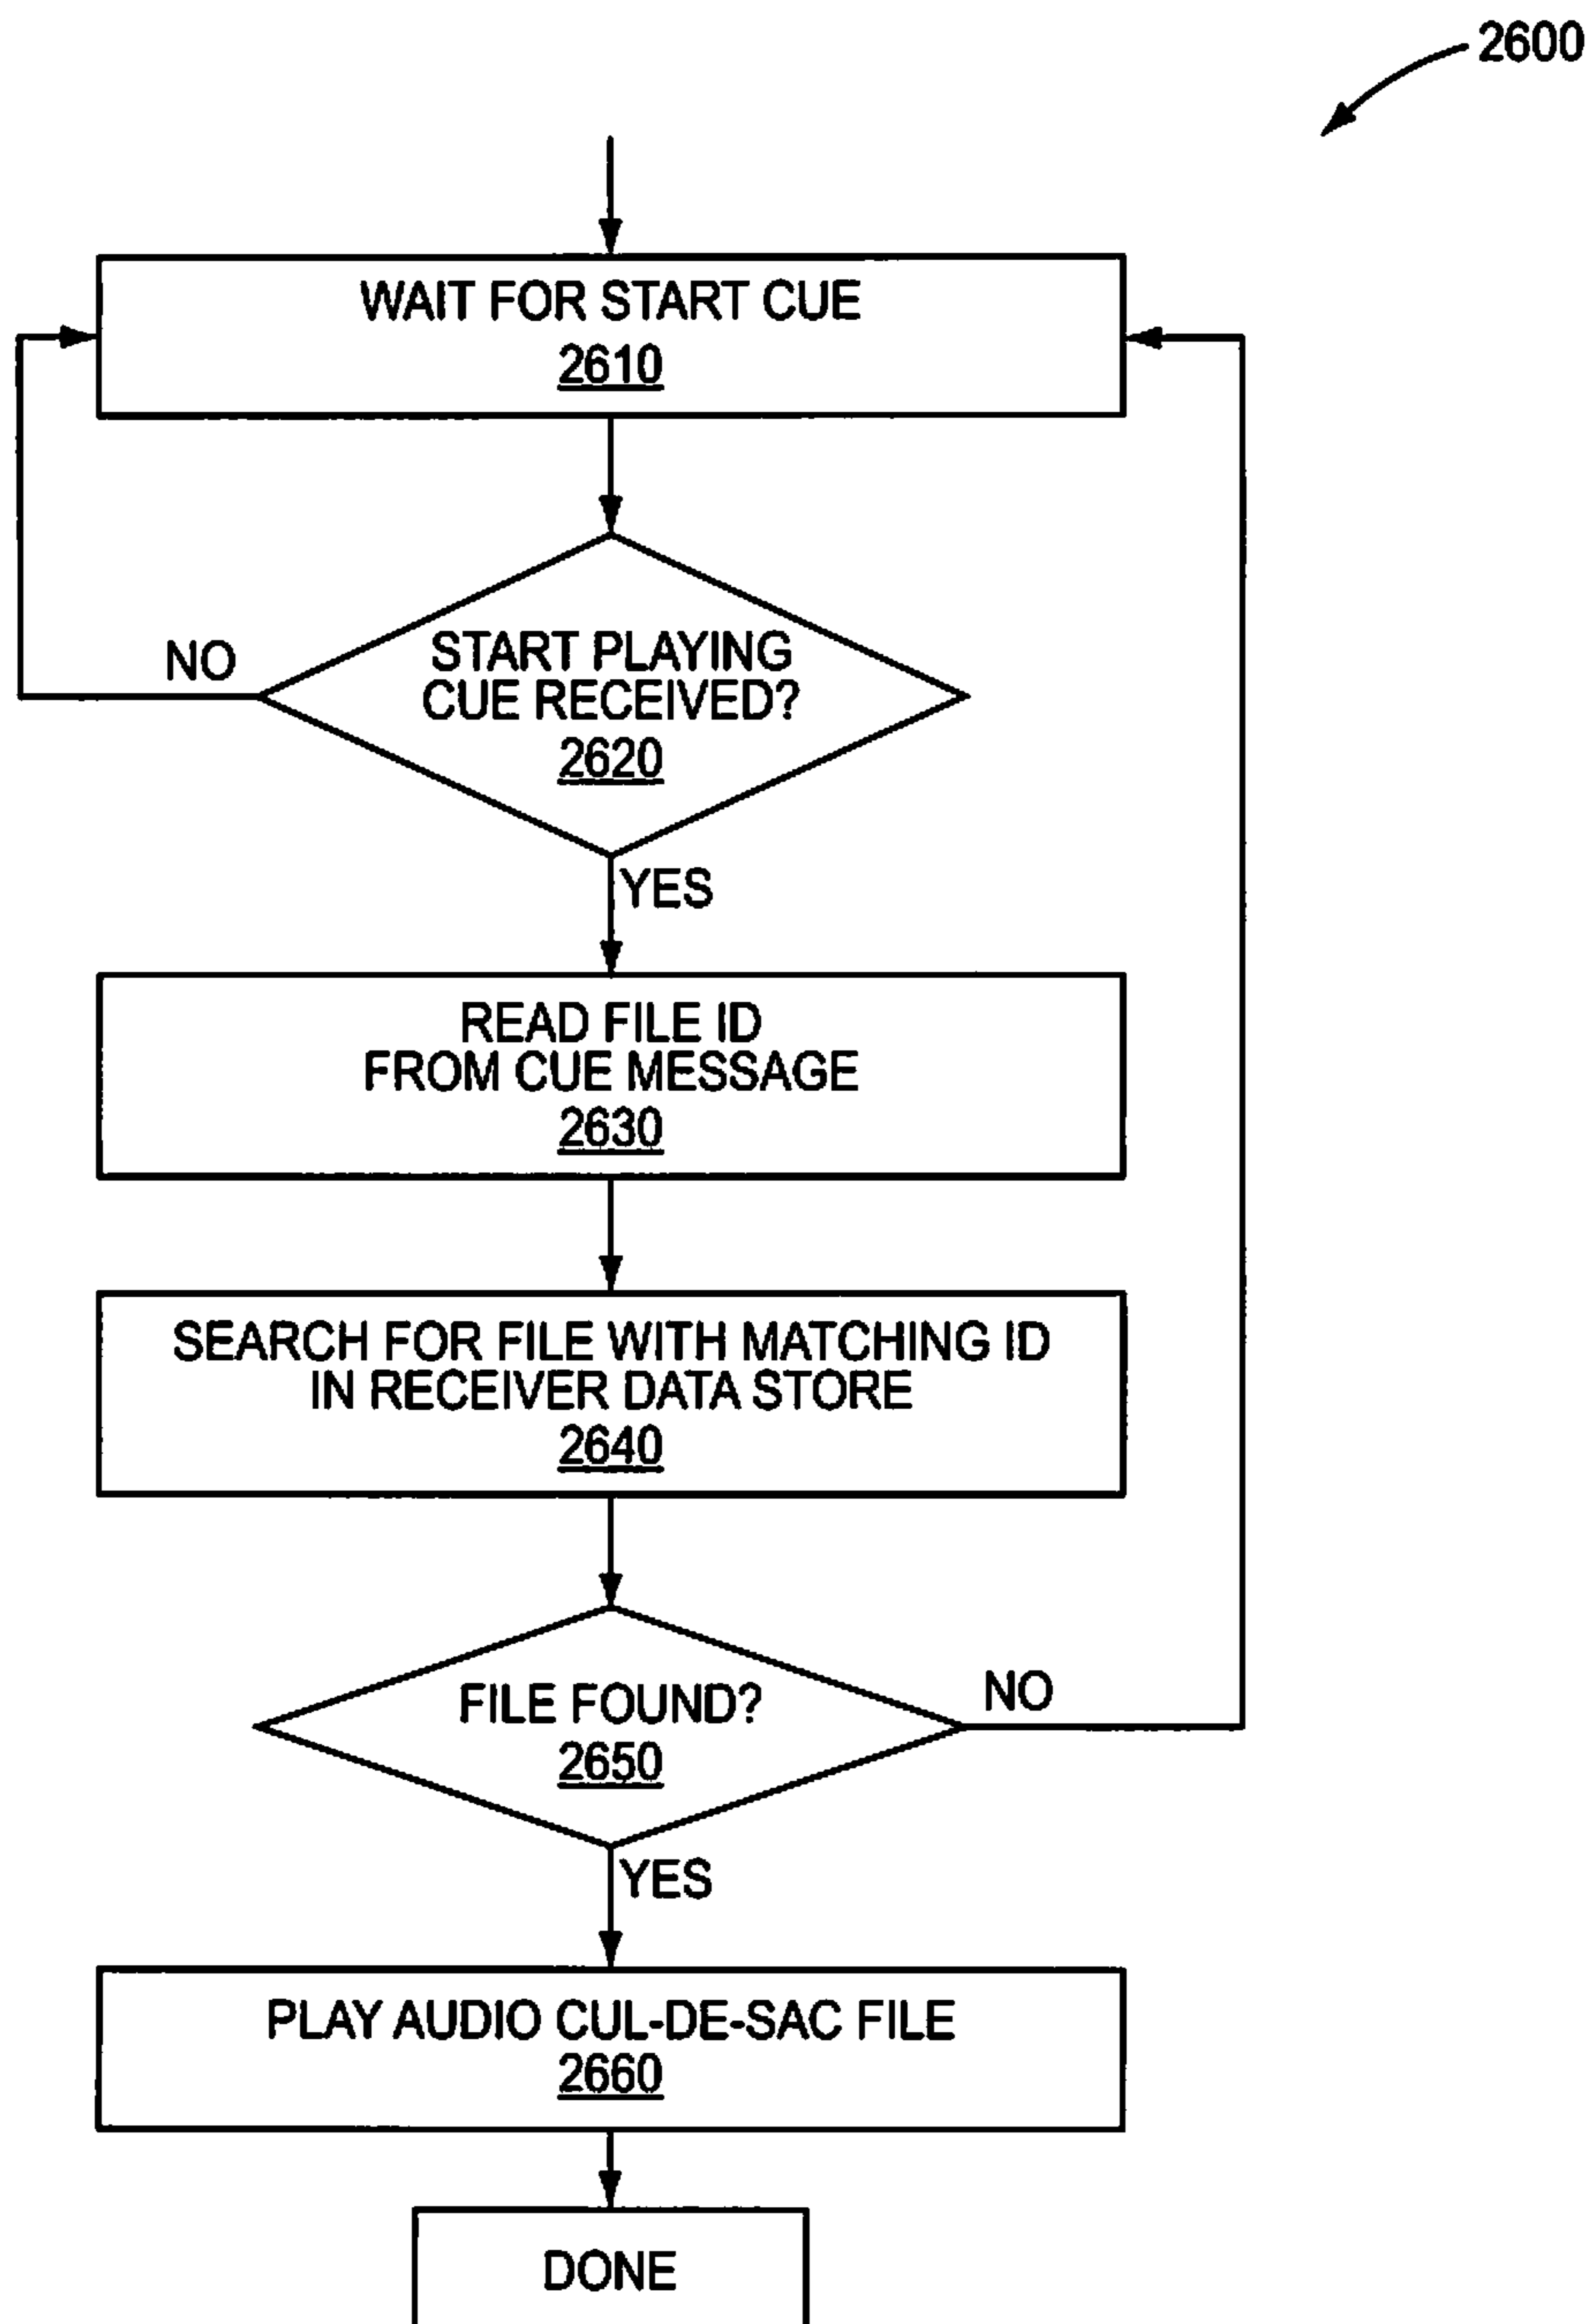 2600
WAIT FOR START CUE
2610
START PLAYING
CUE RECEIVED?
2620
NO
YES
READ FILE ID
FROM CUE MESSAGE
2630
SEARCH FOR FILE WITH MATCHING ID
IN RECEIVER DATA STORE
2640
FILE FOUND?
2650
NO
YES
PLAY AUDIO CUL-DE-SAC FILE
2660
DONE